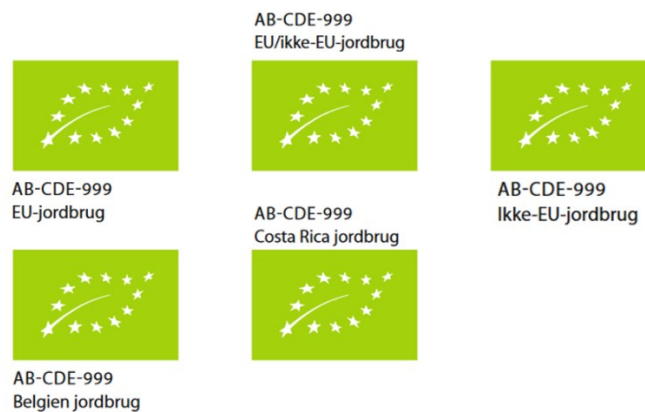 AB-CDE-999
EU/ikke-EU-jordbrug
AB-CDE-999
EU-jordbrug
AB-CDE-999
Ikke-EU-jordbrug
AB-CDE-999
Costa Rica jordbrug
AB-CDE-999
Belgien jordbrug